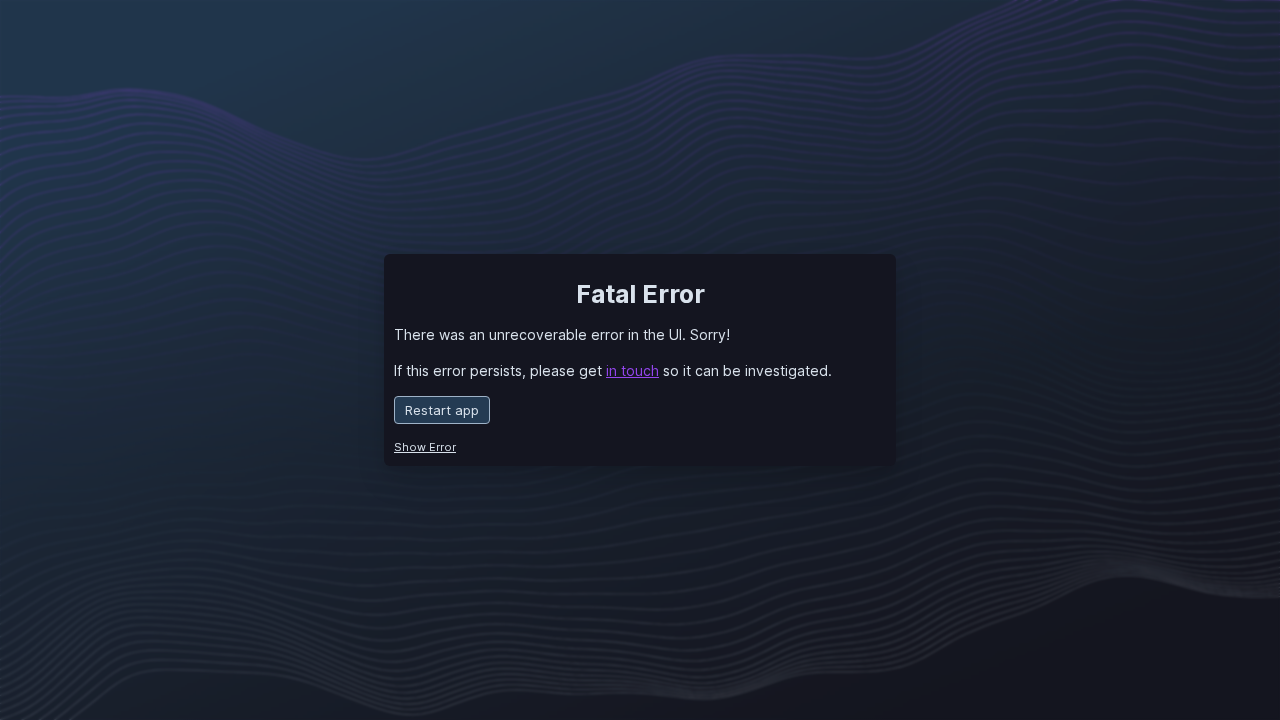 Fatal Error
There was an unrecoverable error in the UI. Sorry!
If this error persists, please get in touch so it can be investigated.
Restart app
Show Error